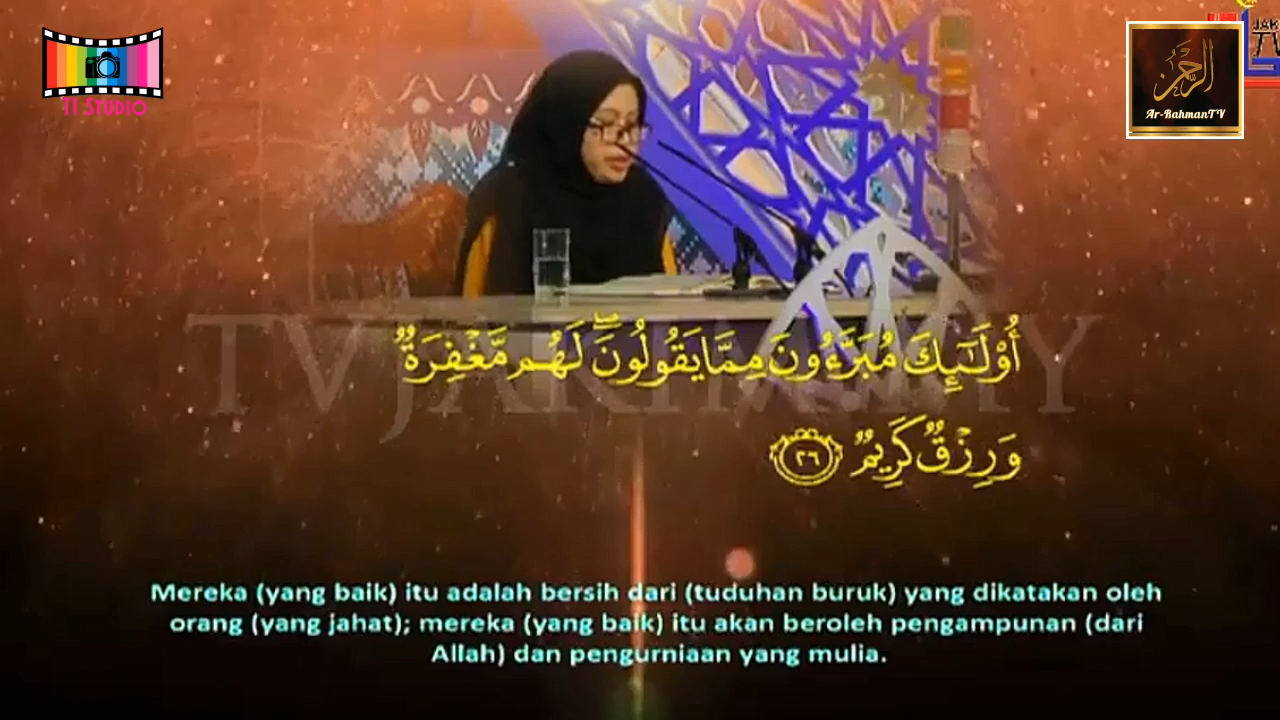 TI STUDIO
JAK
الرحمن
Ar-RahmanTV
TVJAKIM.MY
أُو۟لَـٰٓئِكَ مُبَرَّءُونَ مِمَّا يَقُولُونَ ۖ لَهُم مَّغْفِرَةٌ
وَرِزْقٌ كَرِيمٌ ٢٦
Mereka (yang baik) itu adalah bersih dari (tuduhan buruk) yang dikatakan oleh
orang (yang jahat); mereka (yang baik) itu akan beroleh pengampunan (dari
Allah) dan pengurniaan yang mulia.